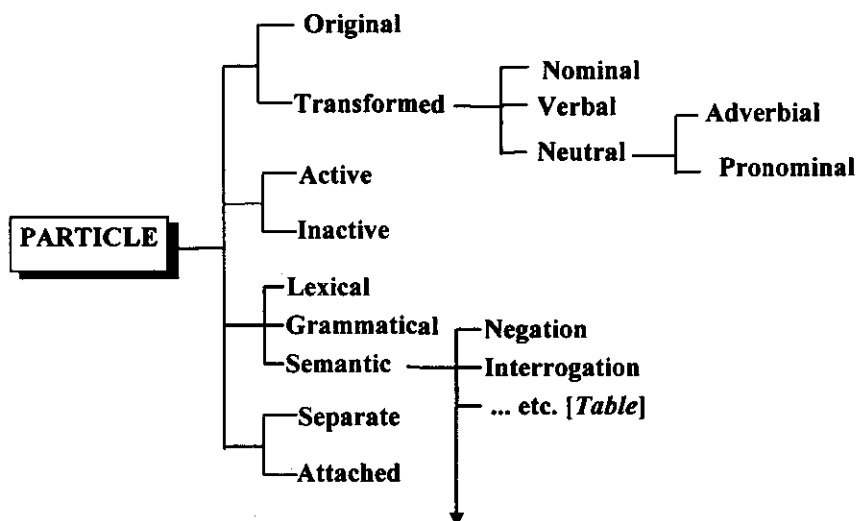 Original
Nominal
Transformed
Verbal
Adverbial
Neutral
Pronominal
Active
PARTICLE
Inactive
Lexical
Grammatical
Negation
Semantic
Interrogation
Separate
... etc. [Table]
Attached